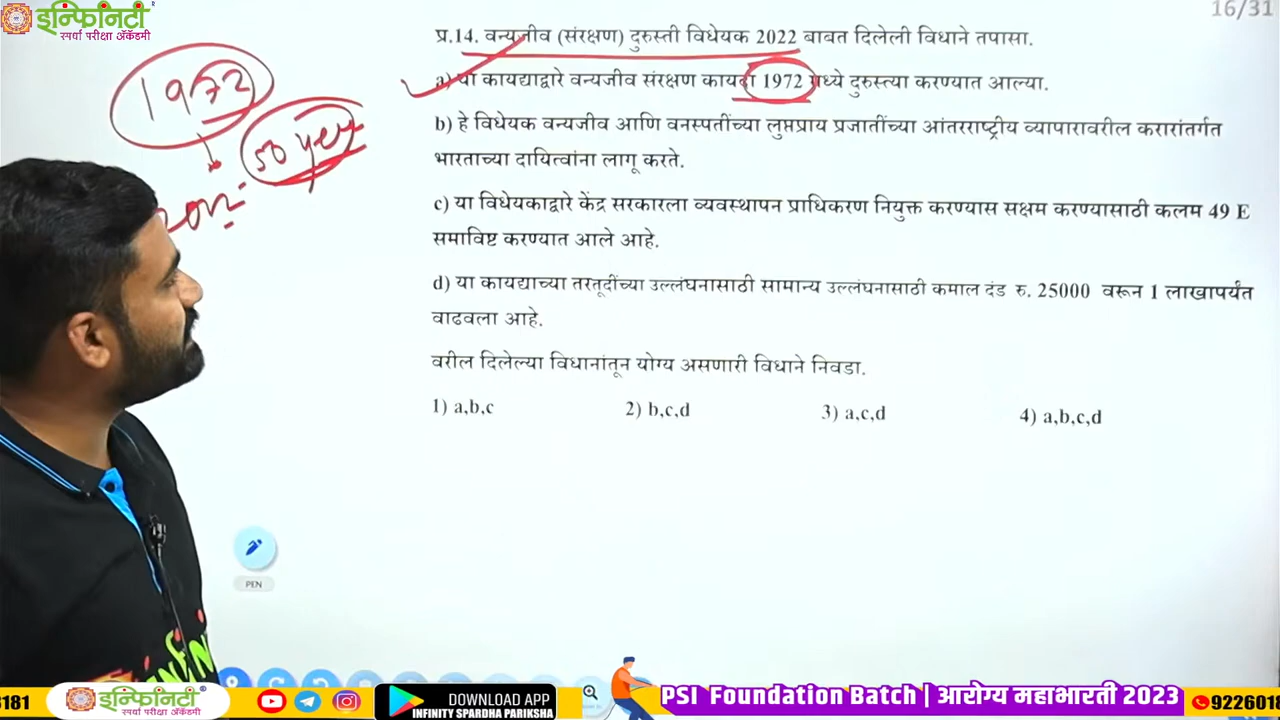 इन्फिनिटी
स्पर्धा परीक्षा अ‍ॅकॅडमी
16/31
प्र.14. वन्यजीव (संरक्षण) दुरुस्ती विधेयक 2022 बाबत दिलेली विधाने तपासा.
1972
a) या कायद्याद्वारे वन्यजीव संरक्षण कायदा 1972 मध्ये दुरुस्त्या करण्यात आल्या.
b) हे विधेयक वन्यजीव आणि वनस्पतींच्या लुप्तप्राय प्रजातींच्या आंतरराष्ट्रीय व्यापारावरील करारांतर्गत
50
भारताच्या दायित्वांना लागू करते.
c) या विधेयकाद्वारे केंद्र सरकारला व्यवस्थापन प्राधिकरण नियुक्त करण्यास सक्षम करण्यासाठी कलम 49 E
समाविष्ट करण्यात आले आहे.
d) या कायद्याच्या तरतूदींच्या उल्लंघनासाठी सामान्य उल्लंघनासाठी कमाल दंड रु. 25000 वरून 1 लाखापर्यंत
वाढवला आहे.
वरील दिलेल्या विधानांतून योग्य असणारी विधाने निवडा.
1) a,b,c 2) b,c,d 3) a,c,d 4) a,b,c,d
PEN
3181
इन्फिनिटी
स्पर्धा परीक्षा अ‍ॅकॅडमी
DOWNLOAD APP
INFINITY SPARDHA PARIKSHA
PSI Foundation Batch | आरोग्य महाभारती 2023
9226018